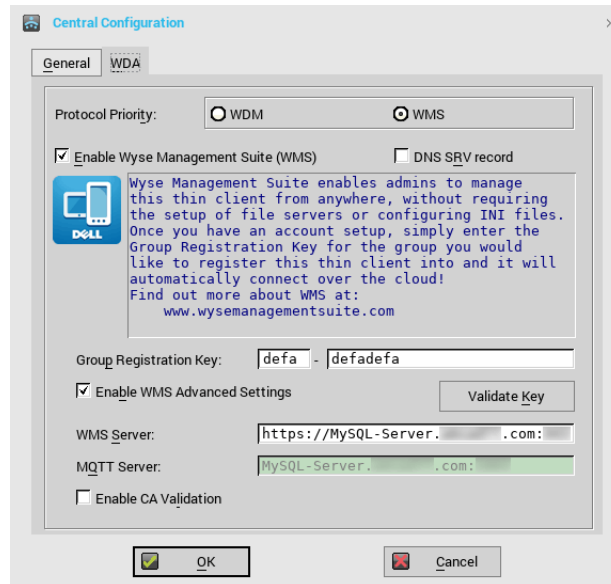 Central Configuration
General WDA
Protocol Priority: WDM WMS
Enable Wyse Management Suite (WMS) DNS SRV record
Wyse Management Suite enables admins to manage
this thin client from anywhere, without requiring
the setup of file servers or configuring INI files.
Once you have an account setup, simply enter the
Group Registration Key for the group you would
like to register this thin client into and it will
automatically connect over the cloud!
Find out more about WMS at:
www.wysemanagementsuite.com
DELL
Group Registration Key: defa - defadefa
Enable WMS Advanced Settings Validate Key
WMS Server: https://MySQL-Server. .com:
MQTT Server: MySQL-Server. .com:
Enable CA Validation
OK Cancel